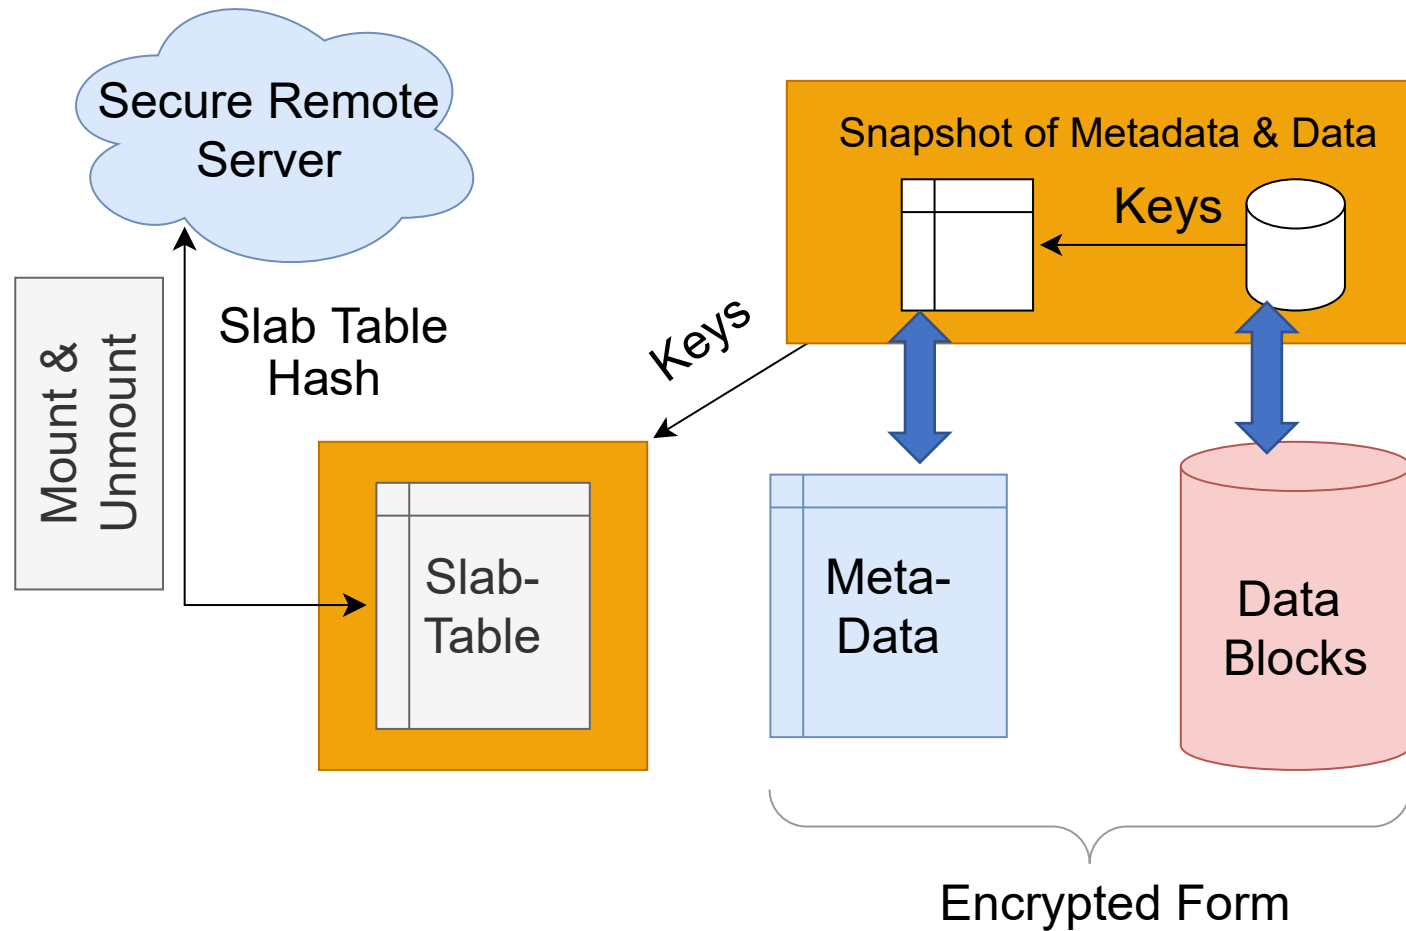 Secure Remote
Server
Snapshot of Metadata & Data
Keys
Mount &
Unmount
Slab Table
Hash
Keys
Slab-
Table
Meta-
Data
Data
Blocks
Encrypted Form